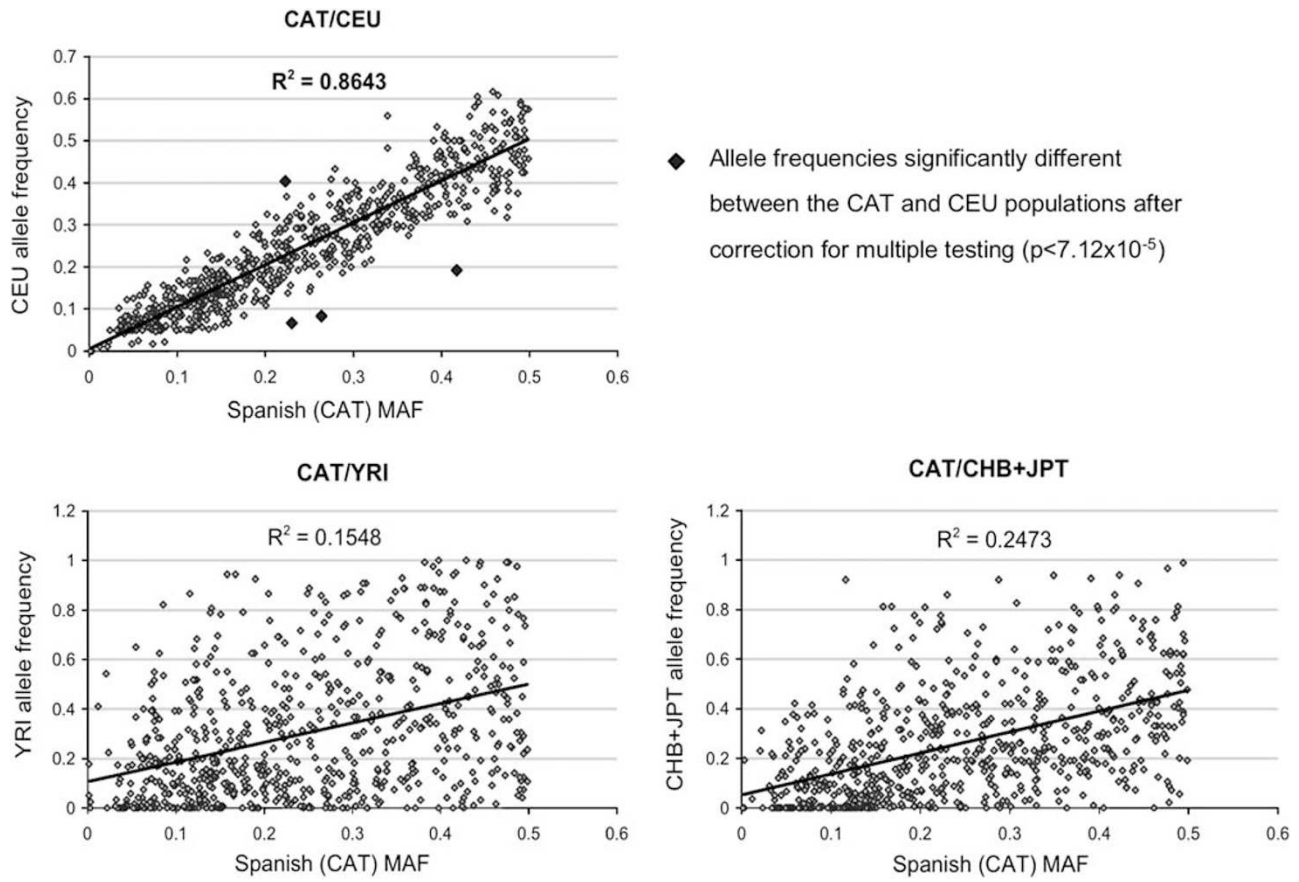 CAT/CEU
R² = 0.8643
CEU allele frequency
0.7
0.6
0.5
0.4
0.3
0.2
0.1
0
0 0.1 0.2 0.3 0.4 0.5 0.6
Spanish (CAT) MAF
Allele frequencies significantly different
between the CAT and CEU populations after
correction for multiple testing (p<7.12x10⁻⁵)
CAT/YRI
R² = 0.1548
YRI allele frequency
1.2
1
0.8
0.6
0.4
0.2
0
0 0.1 0.2 0.3 0.4 0.5 0.6
Spanish (CAT) MAF
CAT/CHB+JPT
R² = 0.2473
CHB+JPT allele frequency
1.2
1
0.8
0.6
0.4
0.2
0
0 0.1 0.2 0.3 0.4 0.5 0.6
Spanish (CAT) MAF